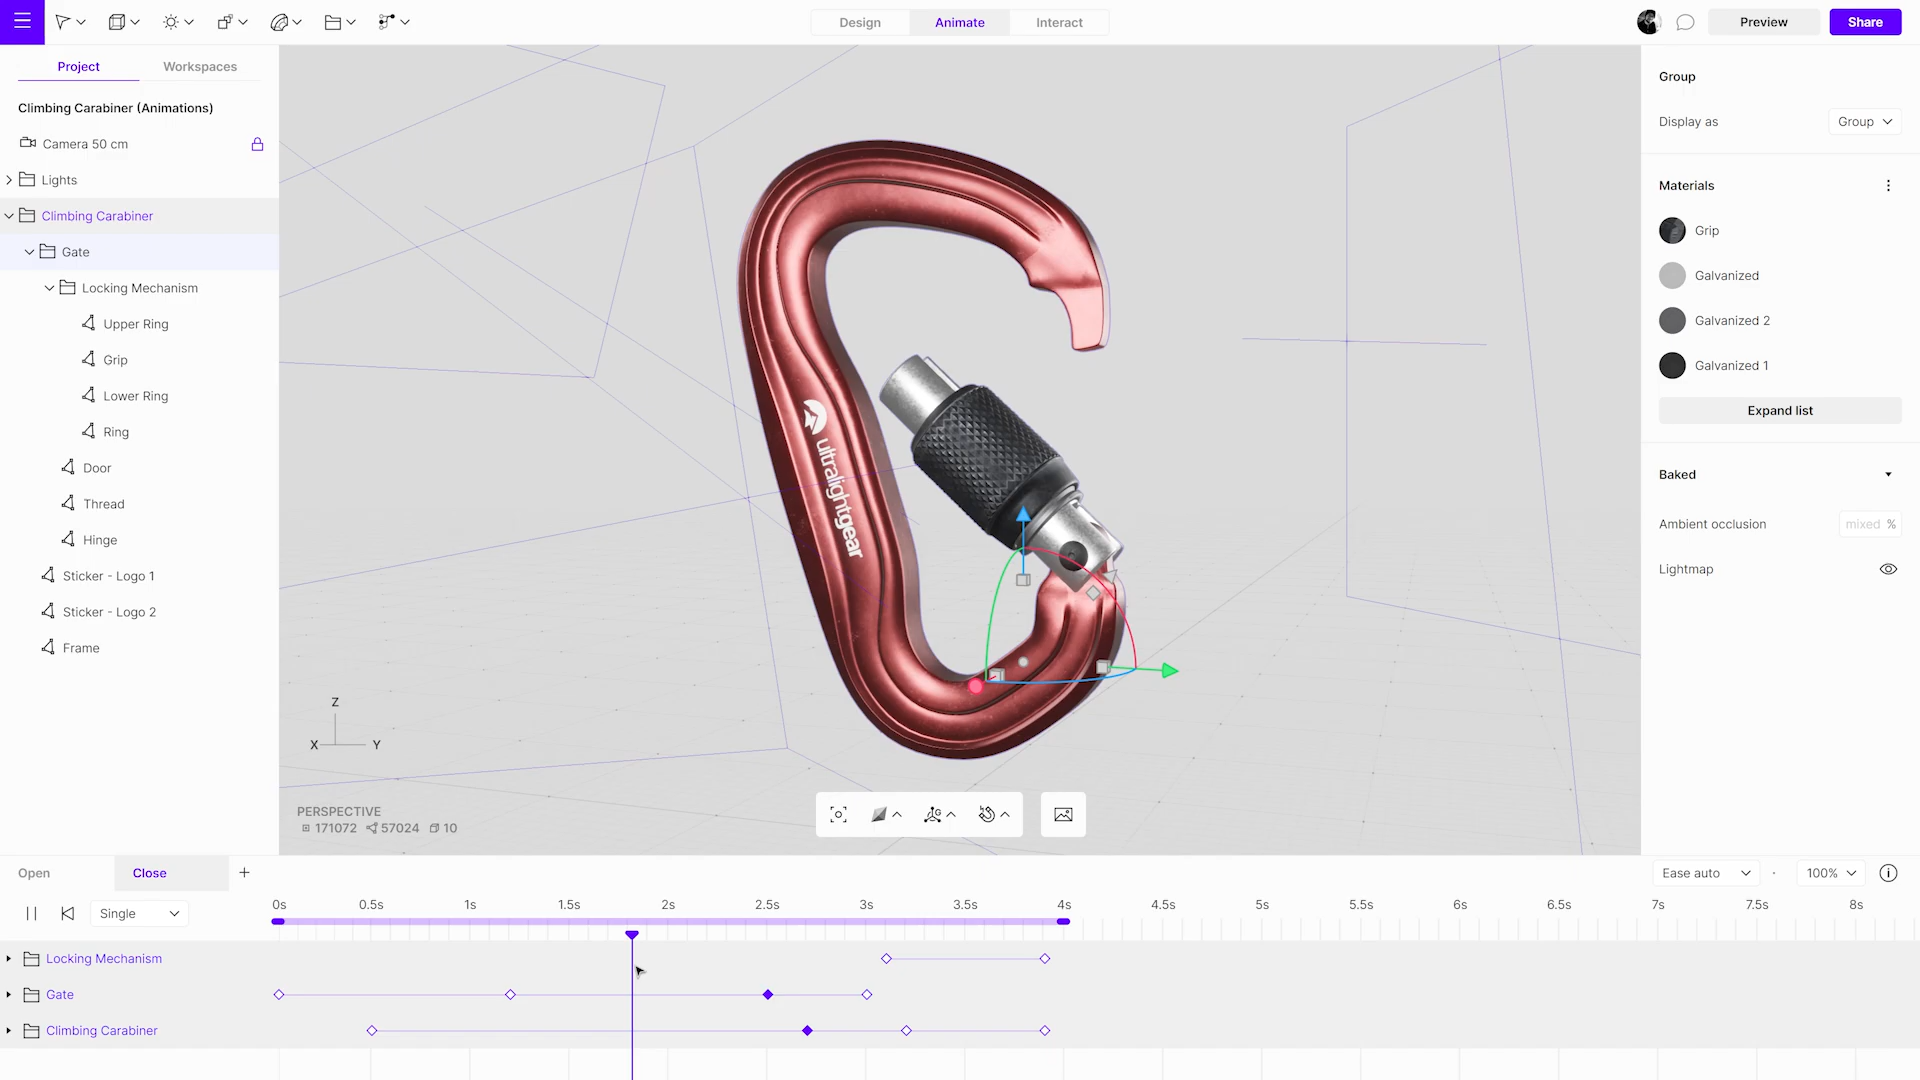 Design
Animate
Interact
Preview
Share
Project
Workspaces
Climbing Carabiner (Animations)
Camera 50 cm
Lights
Climbing Carabiner
Gate
Locking Mechanism
Upper Ring
Grip
Lower Ring
Ring
Door
Thread
Hinge
Sticker - Logo 1
Sticker - Logo 2
Frame
ultralightgear
Z
X
Y
PERSPECTIVE
171072 57024 10
Group
Display as
Group
Materials
Grip
Galvanized
Galvanized 2
Galvanized 1
Expand list
Baked
Ambient occlusion
mixed %
Lightmap
Open
Close
+
Ease auto
100%
Single
0s 0.5s 1s 1.5s 2s 2.5s 3s 3.5s 4s 4.5s 5s 5.5s 6s 6.5s 7s 7.5s 8s
Locking Mechanism
Gate
Climbing Carabiner